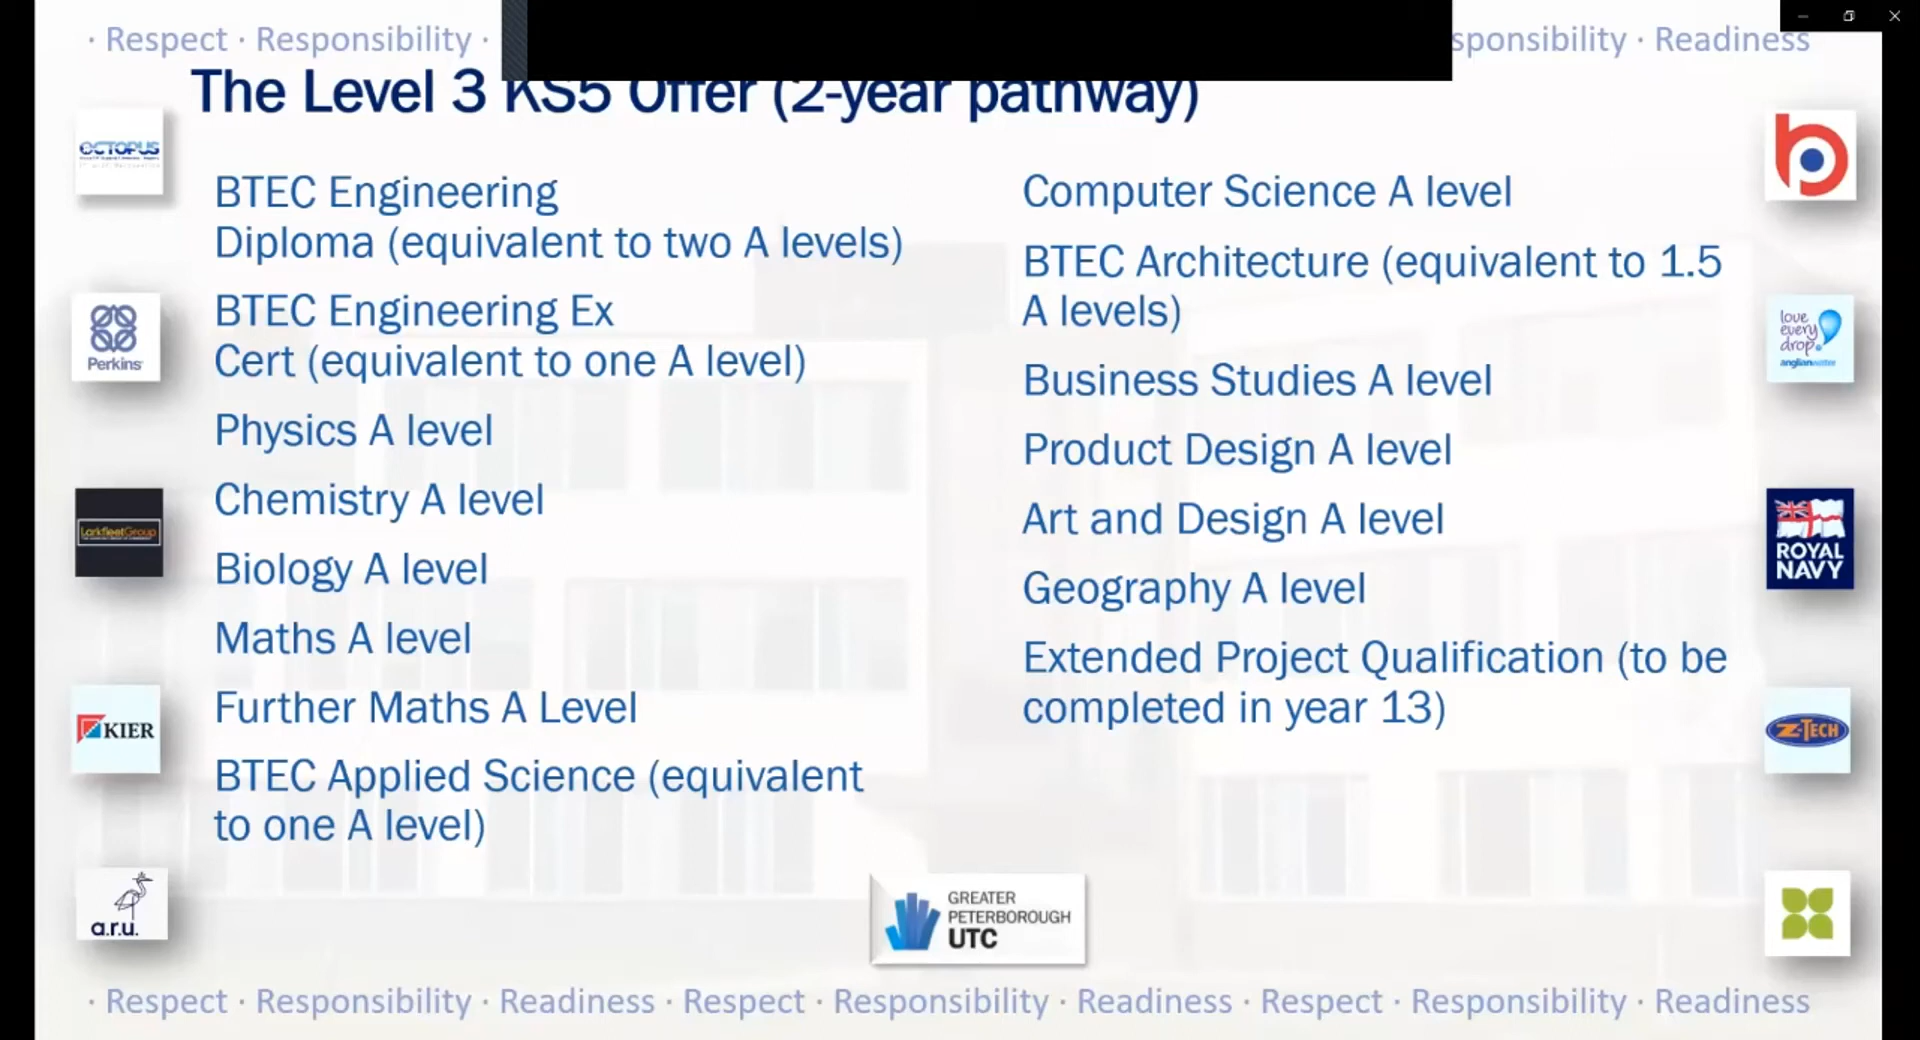 · Respect · Responsibility ·
sponsibility · Readiness
The Level 3 KS5 Offer (2-year pathway)
OCTOPUS
BTEC Engineering
Diploma (equivalent to two A levels)
BTEC Engineering Ex
Cert (equivalent to one A level)
Physics A level
Chemistry A level
Biology A level
Maths A level
Further Maths A Level
BTEC Applied Science (equivalent
to one A level)
Computer Science A level
BTEC Architecture (equivalent to 1.5
A levels)
Business Studies A level
Product Design A level
Art and Design A level
Geography A level
Extended Project Qualification (to be
completed in year 13)
Perkins
LarkfleetGroup
KIER
a.r.u.
bp
love
every
drop.
anglianwater
ROYAL
NAVY
Z-TECH
GREATER
PETERBOROUGH
UTC
· Respect · Responsibility · Readiness · Respect · Responsibility · Readiness · Respect · Responsibility · Readiness